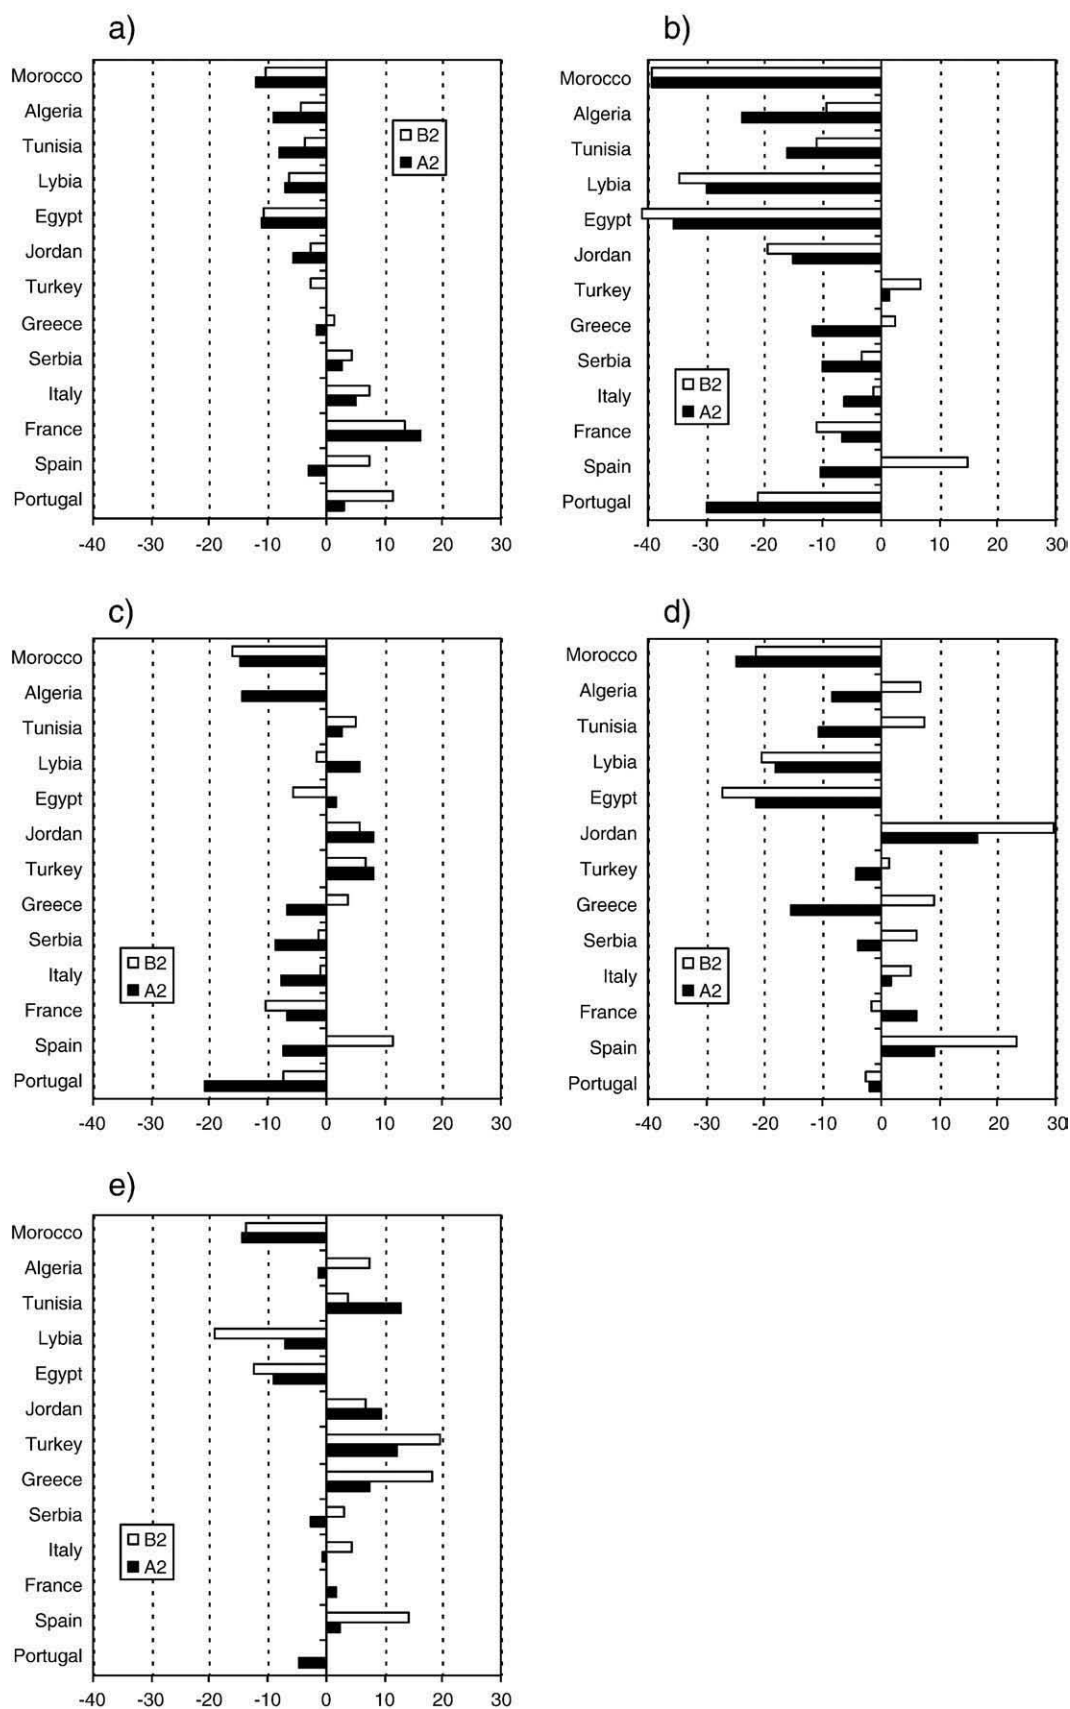 a)
Morocco
Algeria
Tunisia
Lybia
Egypt
Jordan
Turkey
Greece
Serbia
Italy
France
Spain
Portugal
B2
A2
-40 -30 -20 -10 0 10 20 30
b)
Morocco
Algeria
Tunisia
Lybia
Egypt
Jordan
Turkey
Greece
Serbia
Italy
France
Spain
Portugal
B2
A2
-40 -30 -20 -10 0 10 20 30
c)
Morocco
Algeria
Tunisia
Lybia
Egypt
Jordan
Turkey
Greece
Serbia
Italy
France
Spain
Portugal
B2
A2
-40 -30 -20 -10 0 10 20 30
d)
Morocco
Algeria
Tunisia
Lybia
Egypt
Jordan
Turkey
Greece
Serbia
Italy
France
Spain
Portugal
B2
A2
-40 -30 -20 -10 0 10 20 30
e)
Morocco
Algeria
Tunisia
Lybia
Egypt
Jordan
Turkey
Greece
Serbia
Italy
France
Spain
Portugal
B2
A2
-40 -30 -20 -10 0 10 20 30